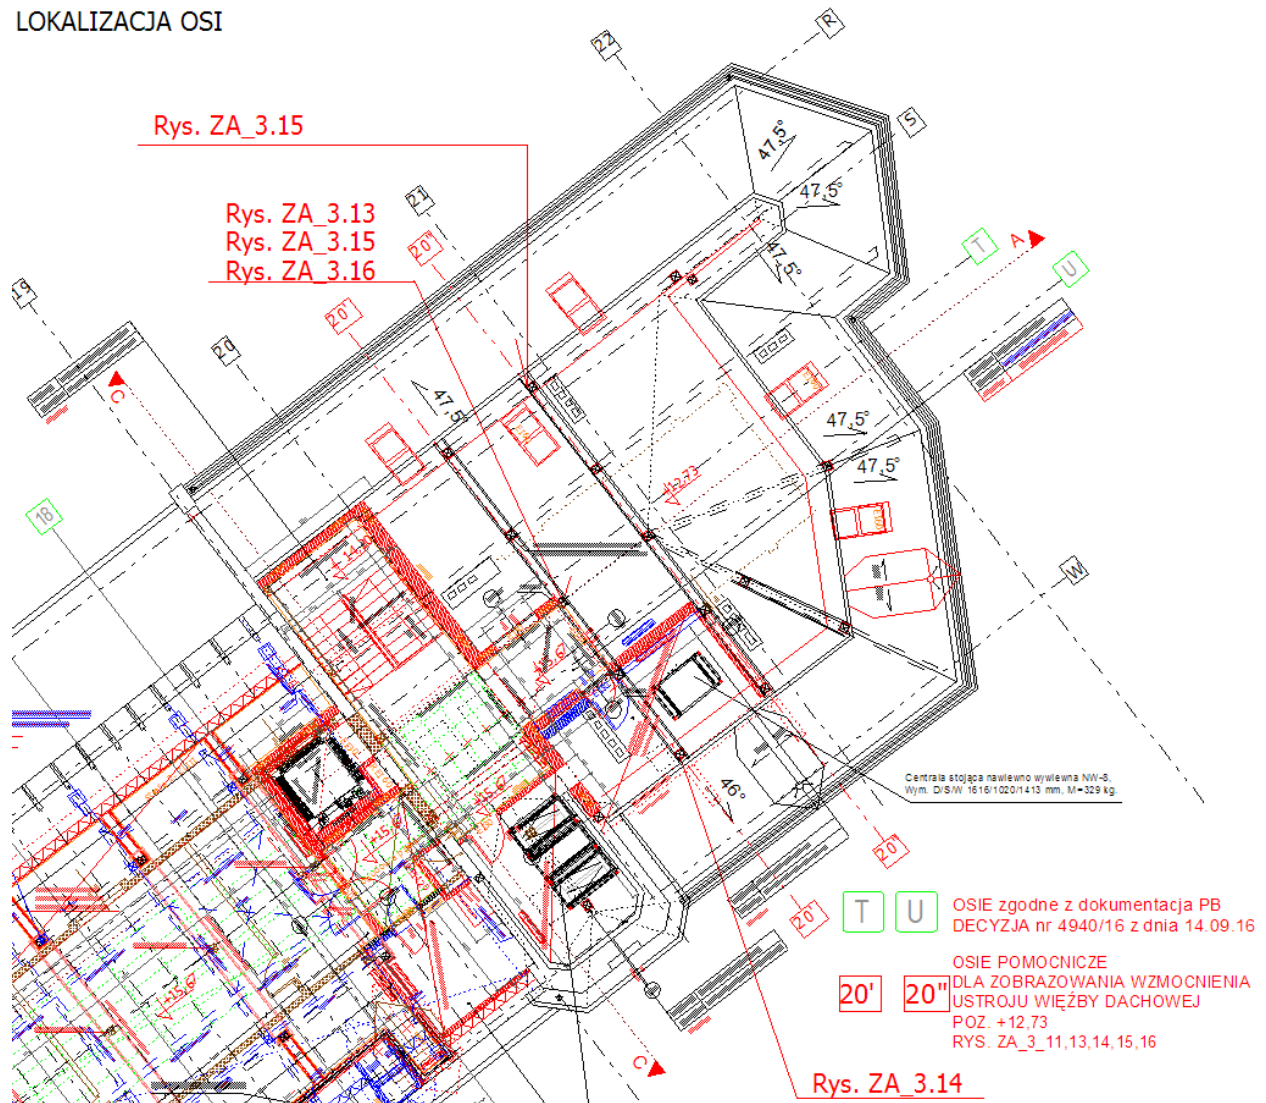 LOKALIZACJA OSI
22
R
S
Rys. ZA_3.15
47,5°
47,5°
21
Rys. ZA_3.13
Rys. ZA_3.15
Rys. ZA_3.16
20"
47,5°
T
A
U
19
20'
20
C
47,5°
47,5°
47,5°
+12,73
18
W
46°
Centrala stojąca nawiewno wywiewna NW-8,
Wym. D/S/W 1616/1020/1413 mm, M=329 kg.
20"
20'
T U
OSIE zgodne z dokumentacja PB
DECYZJA nr 4940/16 z dnia 14.09.16
OSIE POMOCNICZE
20' 20" DLA ZOBRAZOWANIA WZMOCNIENIA
USTROJU WIĘŹBY DACHOWEJ
POZ. +12,73
RYS. ZA_3_11,13,14,15,16
C
Rys. ZA_3.14